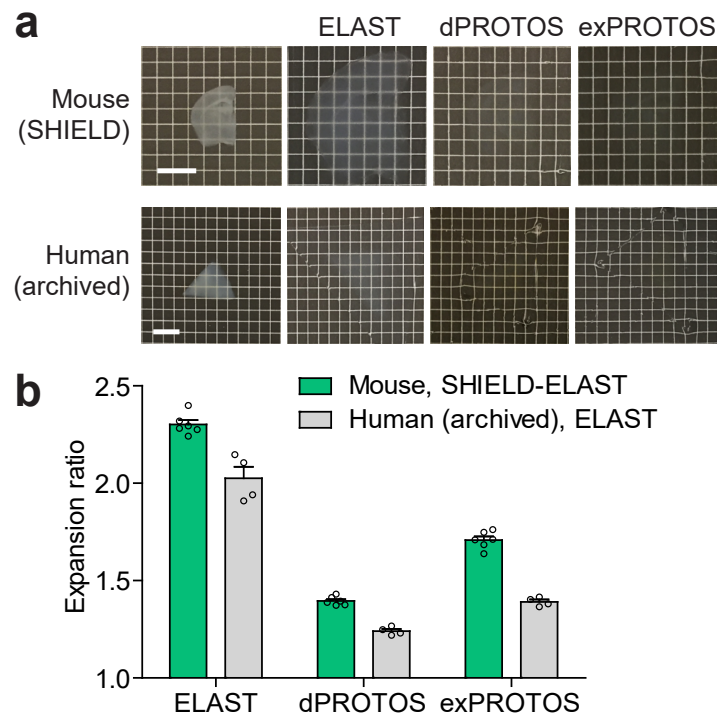 a
ELAST dPROTOS exPROTOS
Mouse
(SHIELD)
Human
(archived)
b
Mouse, SHIELD-ELAST
Human (archived), ELAST
Expansion ratio
2.5
2.0
1.5
1.0
ELAST dPROTOS exPROTOS